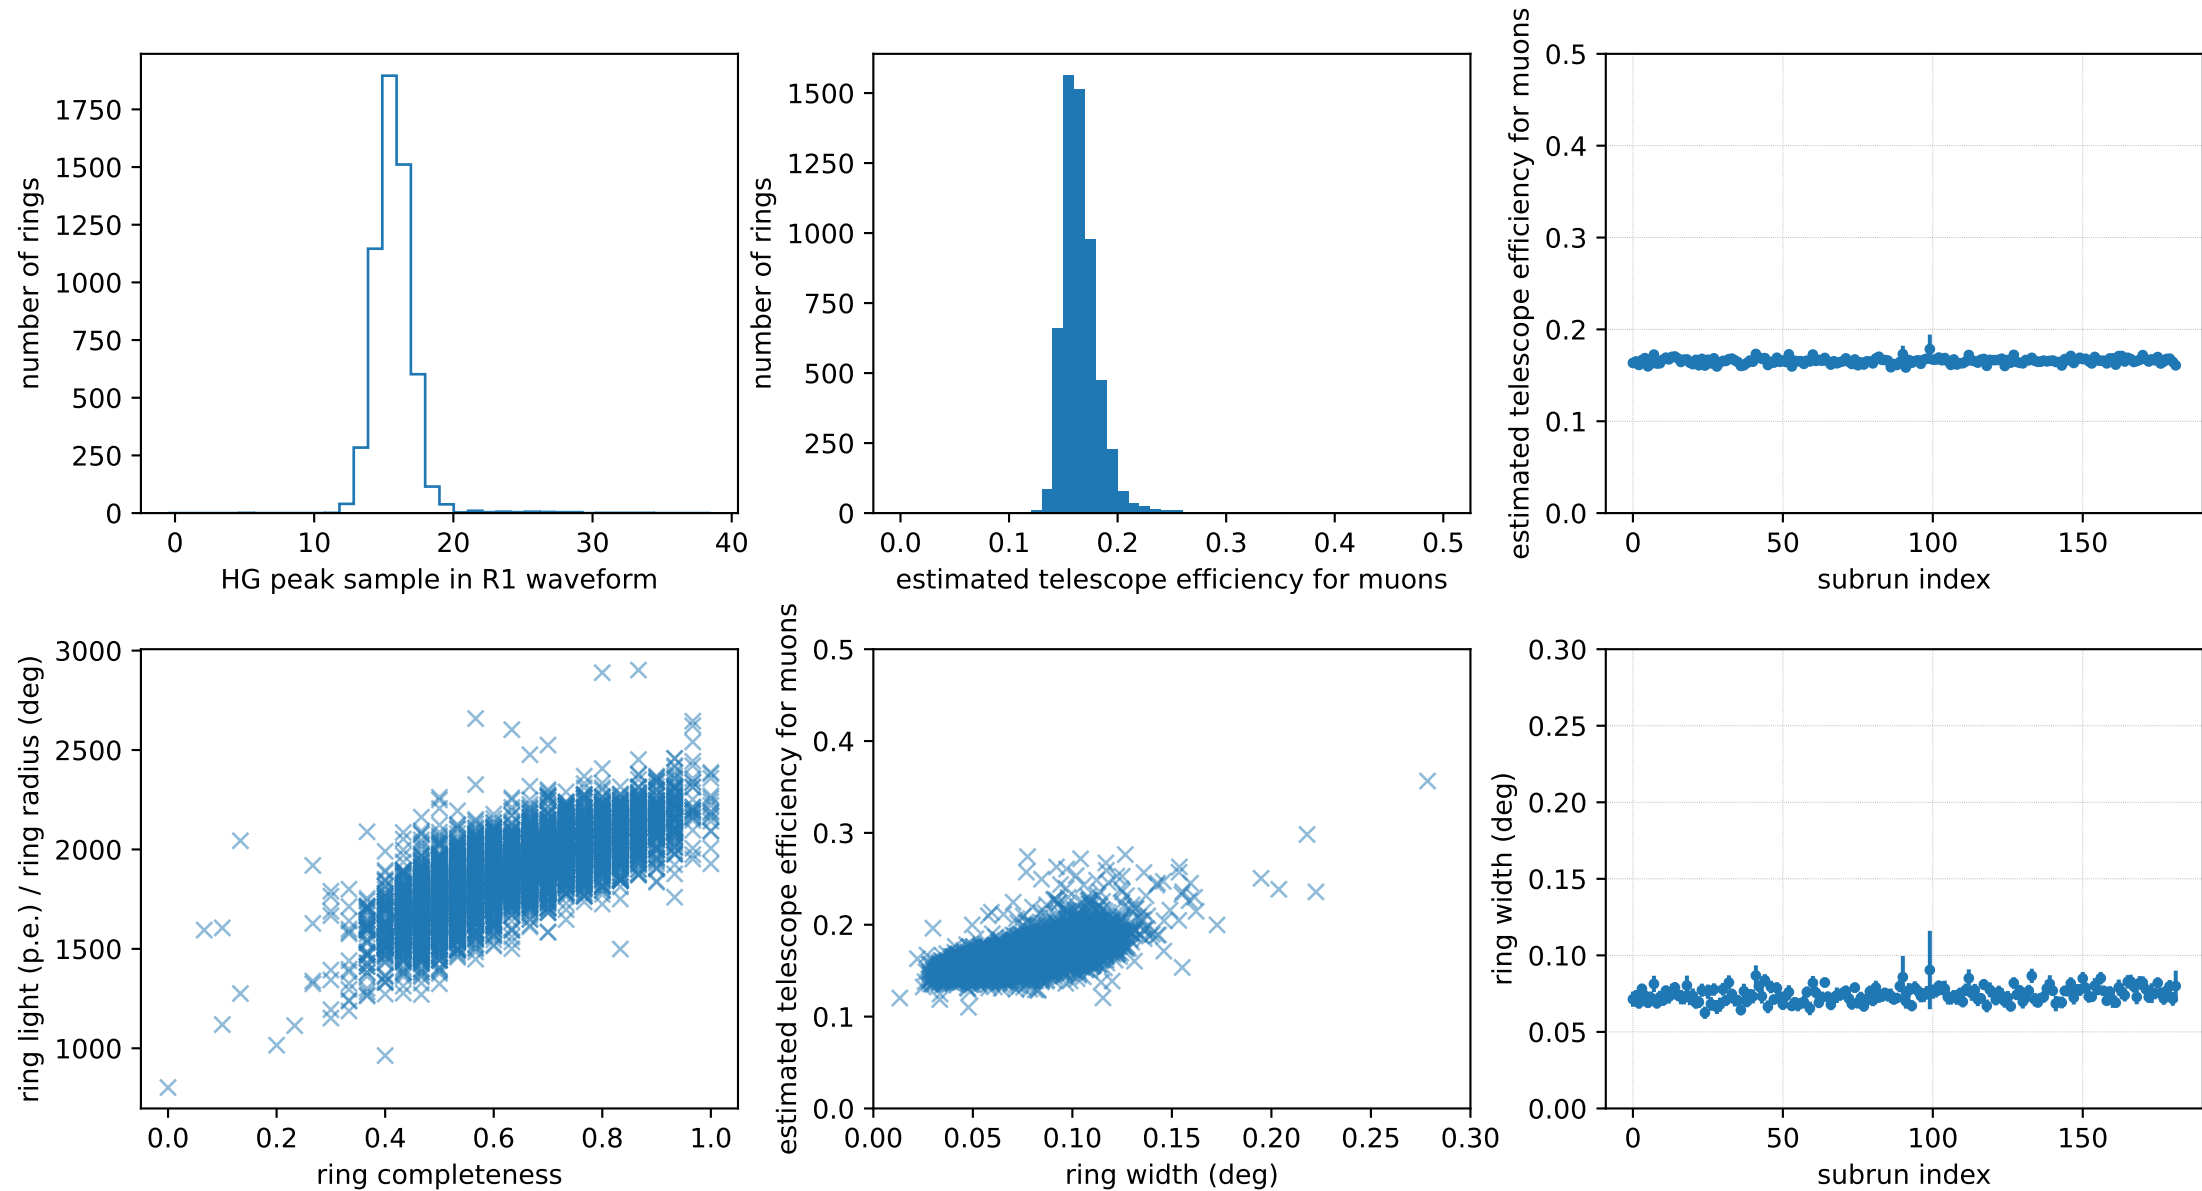 number of rings
1750
1500
1250
1000
750
500
250
0
0 10 20 30 40
HG peak sample in R1 waveform
number of rings
1500
1250
1000
750
500
250
0
0.0 0.1 0.2 0.3 0.4 0.5
estimated telescope efficiency for muons
estimated telescope efficiency for muons
0.5
0.4
0.3
0.2
0.1
0.0
0 50 100 150
subrun index
ring light (p.e.) / ring radius (deg)
3000
2500
2000
1500
1000
0.0 0.2 0.4 0.6 0.8 1.0
ring completeness
estimated telescope efficiency for muons
0.5
0.4
0.3
0.2
0.1
0.0
0.00 0.05 0.10 0.15 0.20 0.25 0.30
ring width (deg)
ring width (deg)
0.30
0.25
0.20
0.15
0.10
0.05
0.00
0 50 100 150
subrun index